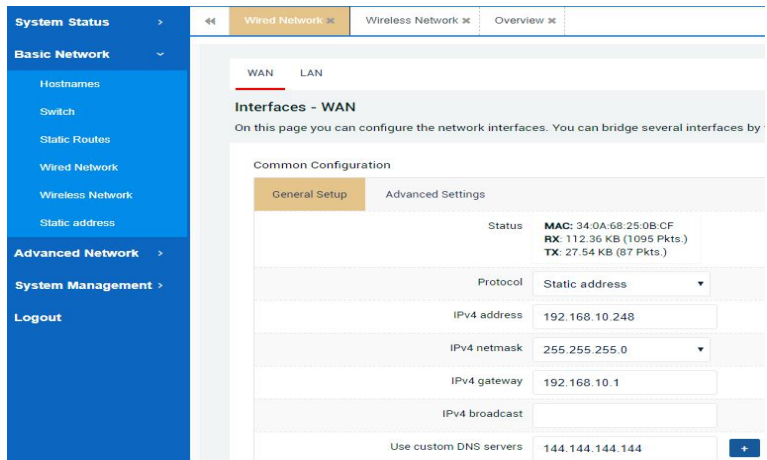 System Status
Basic Network
Hostnames
Switch
Static Routes
Wired Network
Wireless Network
Static address
Advanced Network
System Management
Logout
Wired Network × Wireless Network × Overview ×
WAN LAN
Interfaces - WAN
On this page you can configure the network interfaces. You can bridge several interfaces by
Common Configuration
General Setup Advanced Settings
Status MAC: 34:0A:68:25:0B:CF
RX: 112.36 KB (1095 Pkts.)
TX: 27.54 KB (87 Pkts.)
Protocol Static address
IPv4 address 192.168.10.248
IPv4 netmask 255.255.255.0
IPv4 gateway 192.168.10.1
IPv4 broadcast
Use custom DNS servers 144.144.144.144 +